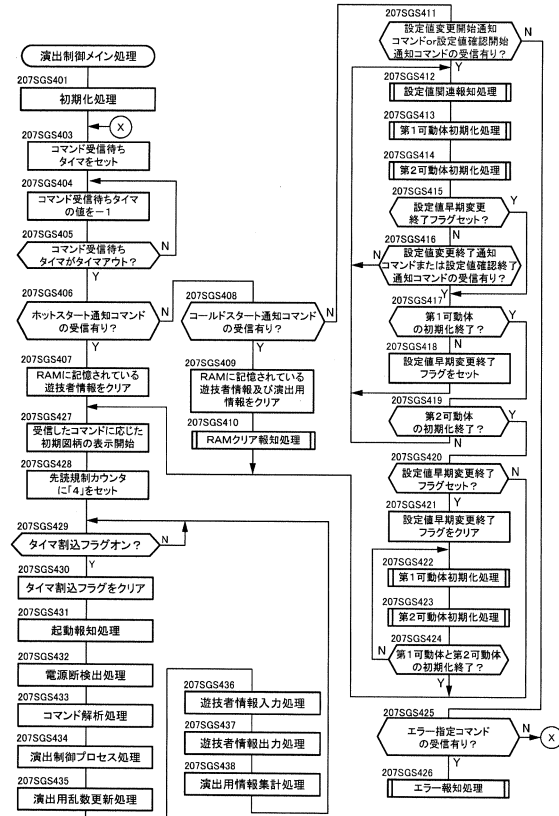 演出制御メイン処理
207SGS401
初期化処理
X
207SGS403
コマンド受信待ち
タイマをセット
207SGS404
コマンド受信待ちタイマ
の値を－1
207SGS405
コマンド受信待ち
タイマがタイマアウト？
N
Y
207SGS406
ホットスタート通知コマンド
の受信有り？
N
Y
207SGS407
RAMに記憶されている
遊技者情報をクリア
207SGS427
受信したコマンドに応じた
初期図柄の表示開始
207SGS428
先読規制カウンタ
に「4」をセット
207SGS429
タイマ割込フラグオン？
N
Y
207SGS430
タイマ割込フラグをクリア
207SGS431
起動報知処理
207SGS432
電源断検出処理
207SGS433
コマンド解析処理
207SGS434
演出制御プロセス処理
207SGS435
演出用乱数更新処理
207SGS408
コールドスタート通知コマンド
の受信有り？
N
Y
207SGS409
RAMに記憶されている
遊技者情報及び演出用
情報をクリア
207SGS410
RAMクリア報知処理
207SGS436
遊技者情報入力処理
207SGS437
遊技者情報出力処理
207SGS438
演出用情報集計処理
207SGS411
設定値変更開始通知
コマンドor設定値確認開始
通知コマンドの受信有り？
N
Y
207SGS412
設定値関連報知処理
207SGS413
第1可動体初期化処理
207SGS414
第2可動体初期化処理
207SGS415
設定値早期変更
終了フラグセット？
Y
N
207SGS416
設定値変更終了通知
コマンドまたは設定値確認終了
通知コマンドの受信有り？
N
Y
207SGS417
第1可動体
の初期化終了？
Y
N
207SGS418
設定値早期変更終了
フラグをセット
207SGS419
第2可動体
の初期化終了？
Y
N
207SGS420
設定値早期変更終了
フラグセット？
N
Y
207SGS421
設定値早期変更終了
フラグをクリア
207SGS422
第1可動体初期化処理
207SGS423
第2可動体初期化処理
207SGS424
第1可動体と第2可動体
の初期化終了？
N
Y
207SGS425
エラー指定コマンド
の受信有り？
N
X
Y
207SGS426
エラー報知処理